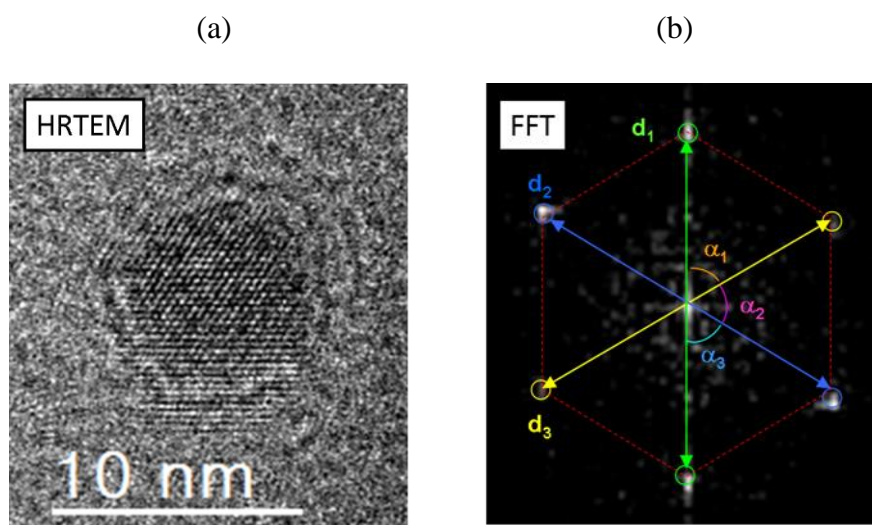 (a)
(b)
HRTEM
10 nm
FFT
d₁
d₂
α₁
α₂
α₃
d₃